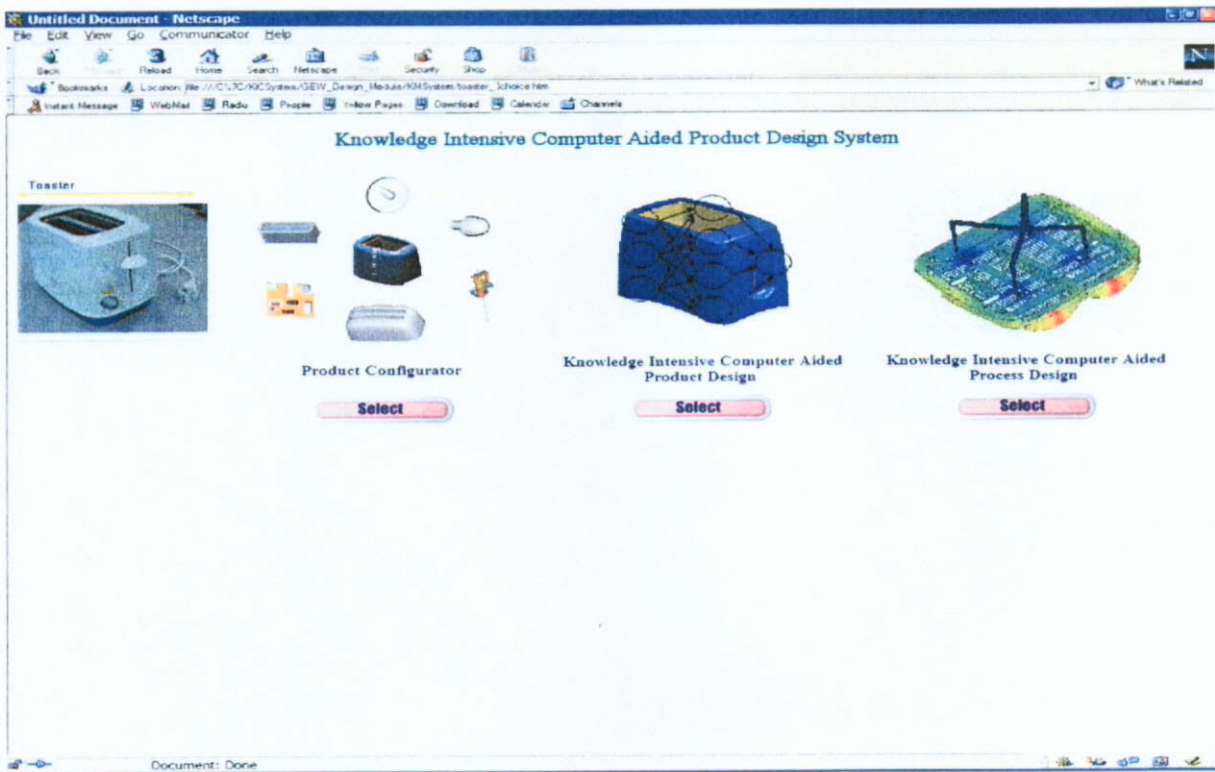 Untitled Document - Netscape
File Edit View Go Communicator Help
Back Reload Home Search Netscape Security Shop
Bookmarks Location: What's Related
Instant Message WebMail Radio People Yellow Pages Download Calendar Channels
Knowledge Intensive Computer Aided Product Design System
Toaster
Product Configurator
Select
Knowledge Intensive Computer Aided
Product Design
Select
Knowledge Intensive Computer Aided
Process Design
Select
Document: Done